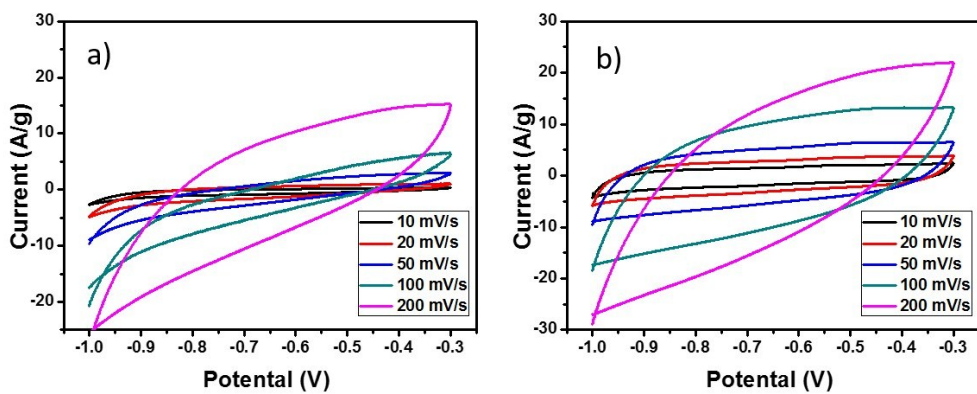 a)
30
20
10
0
-10
-20
Current (A/g)
10 mV/s
20 mV/s
50 mV/s
100 mV/s
200 mV/s
-1.0 -0.9 -0.8 -0.7 -0.6 -0.5 -0.4 -0.3
Potental (V)
b)
30
20
10
0
-10
-20
-30
Current (A/g)
10 mV/s
20 mV/s
50 mV/s
100 mV/s
200 mV/s
-1.0 -0.9 -0.8 -0.7 -0.6 -0.5 -0.4 -0.3
Potental (V)